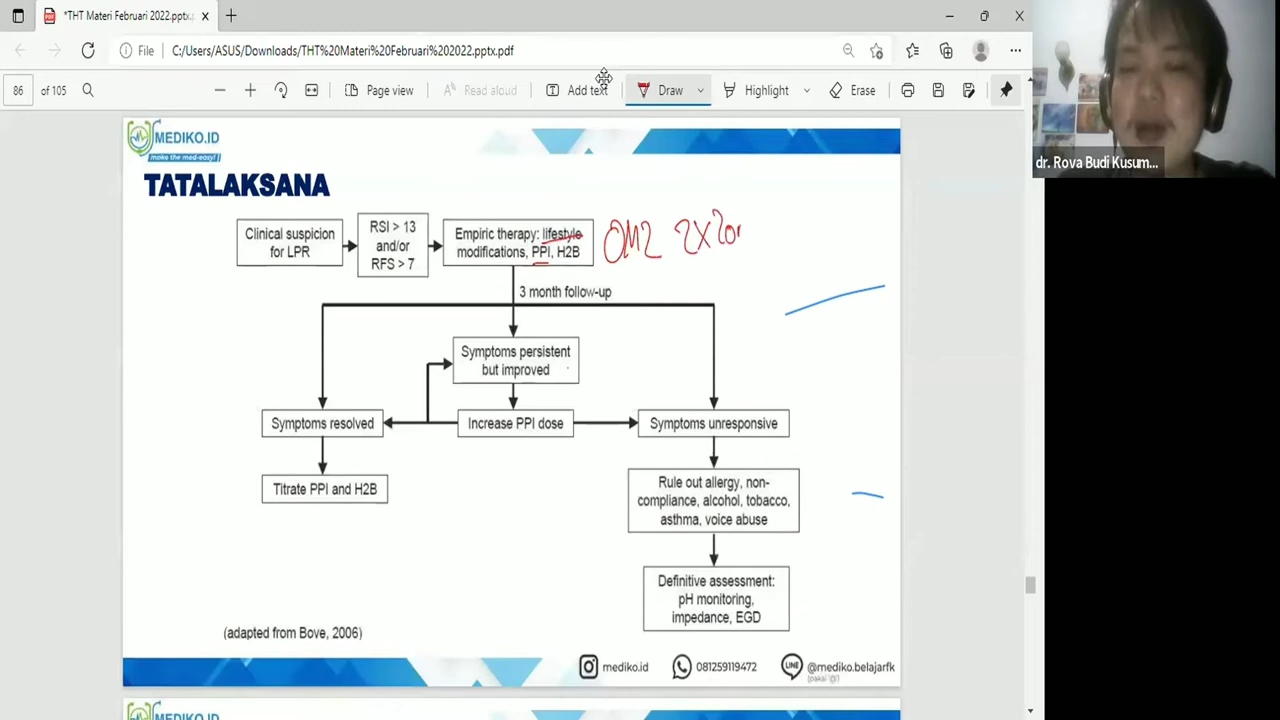 *THT Materi Februari 2022.pptx.
File
C:/Users/ASUS/Downloads/THT%20Materi%20Februari%202022.pptx.pdf
86 of 105
Page view
Read aloud
Add text
Draw
Highlight
Erase
dr. Rova Budi Kusum...
MEDIKO.ID
make the med-easy!
TATALAKSANA
Clinical suspicion
for LPR
RSI > 13
and/or
RFS > 7
Empiric therapy: lifestyle
modifications, PPI, H2B
OMZ 2X20
3 month follow-up
Symptoms persistent
but improved
Symptoms resolved
Increase PPI dose
Symptoms unresponsive
Titrate PPI and H2B
Rule out allergy, non-
compliance, alcohol, tobacco,
asthma, voice abuse
Definitive assessment:
pH monitoring,
impedance, EGD
(adapted from Bove, 2006)
mediko.id
081259119472
@mediko.belajarfk
(pakai '@')
MEDIKO.ID